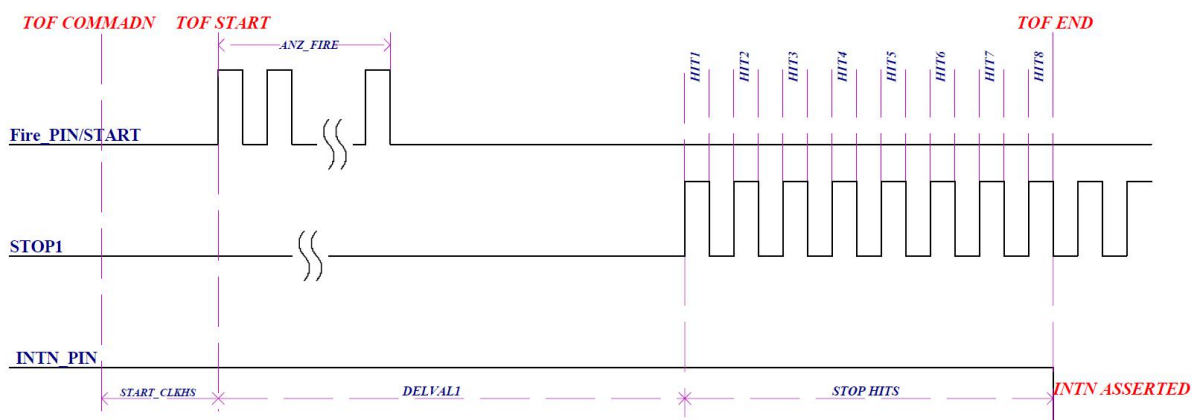 TOF COMMADN TOF START TOF END
ANZ_FIRE
HIT1 HIT2 HIT3 HIT4 HIT5 HIT6 HIT7 HIT8
Fire_PIN/START
STOP1
INTN_PIN
START_CLKHS DELVAL1 STOP HITS INTN ASSERTED